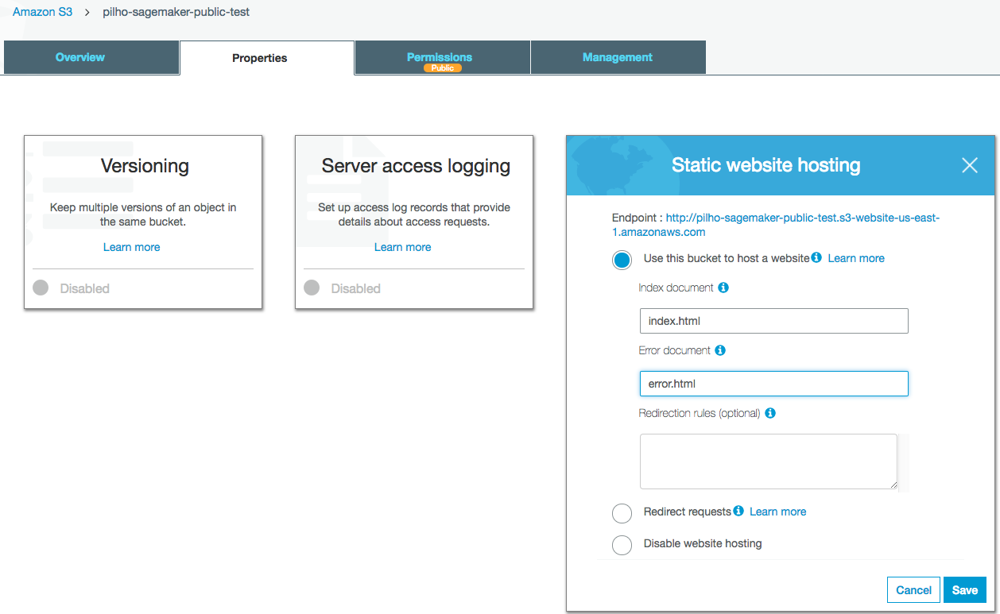 Amazon S3 > pilho-sagemaker-public-test
Overview
Properties
Permissions
Public
Management
Versioning
Keep multiple versions of an object in
the same bucket.
Learn more
Disabled
Server access logging
Set up access log records that provide
details about access requests.
Learn more
Disabled
Static website hosting
Endpoint : http://pilho-sagemaker-public-test.s3-website-us-east-
1.amazonaws.com
Use this bucket to host a website Learn more
Index document
index.html
Error document
error.html
Redirection rules (optional)
Redirect requests Learn more
Disable website hosting
Cancel Save